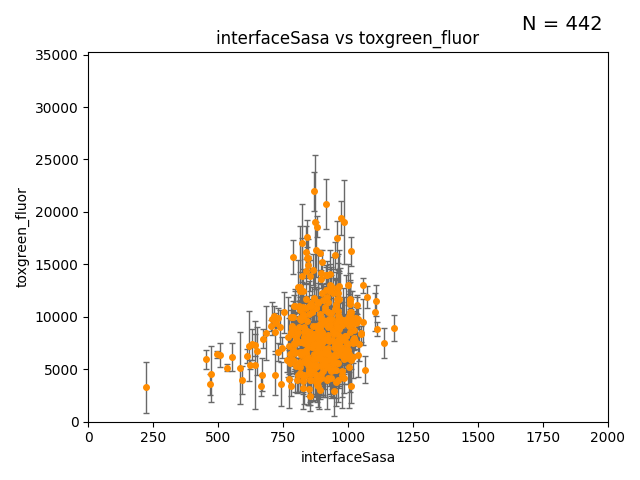 N = 442
interfaceSasa vs toxgreen_fluor
35000
30000
25000
20000
15000
10000
5000
0
toxgreen_fluor
0 250 500 750 1000 1250 1500 1750 2000
interfaceSasa